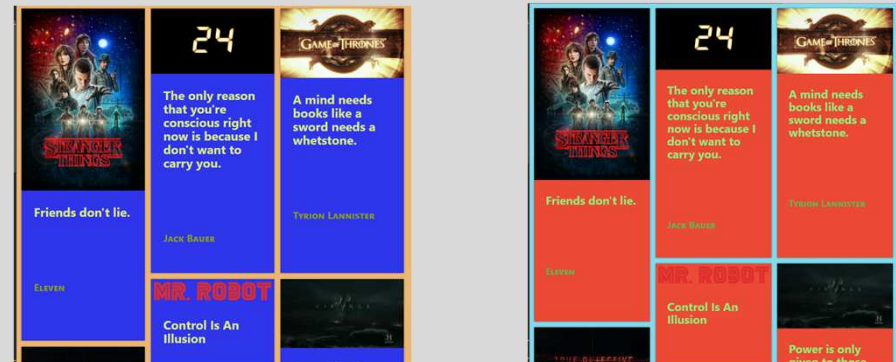 STRANGER
THINGS
Friends don't lie.
Eleven
24
The only reason
that you're
conscious right
now is because I
don't want to
carry you.
Jack Bauer
MR. ROBOT
Control Is An
Illusion
GAME OF THRONES
A mind needs
books like a
sword needs a
whetstone.
Tyrion Lannister
VIKINGS
STRANGER
THINGS
Friends don't lie.
Eleven
24
The only reason
that you're
conscious right
now is because I
don't want to
carry you.
Jack Bauer
MR. ROBOT
Control Is An
Illusion
GAME OF THRONES
A mind needs
books like a
sword needs a
whetstone.
Tyrion Lannister
Power is only
given to those